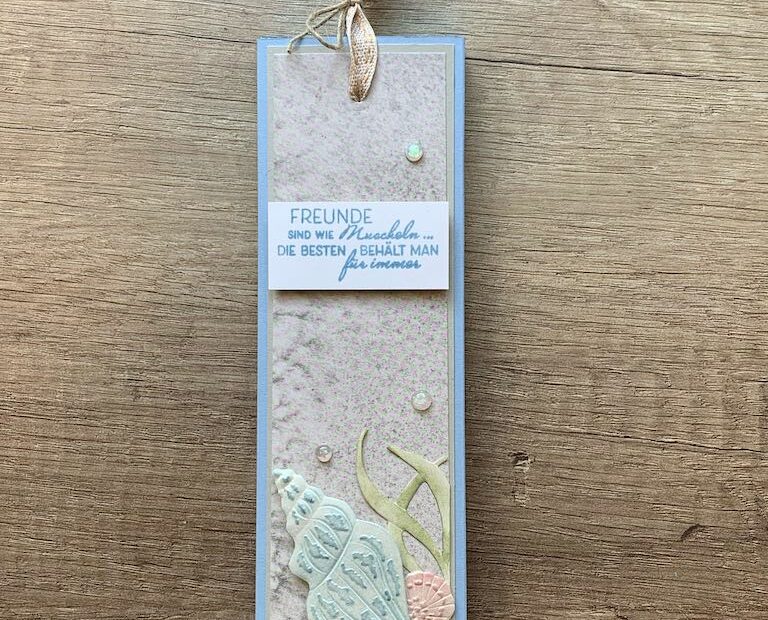 FREUNDE
SIND WIE Muscheln...
DIE BESTEN BEHÄLT MAN
für immer